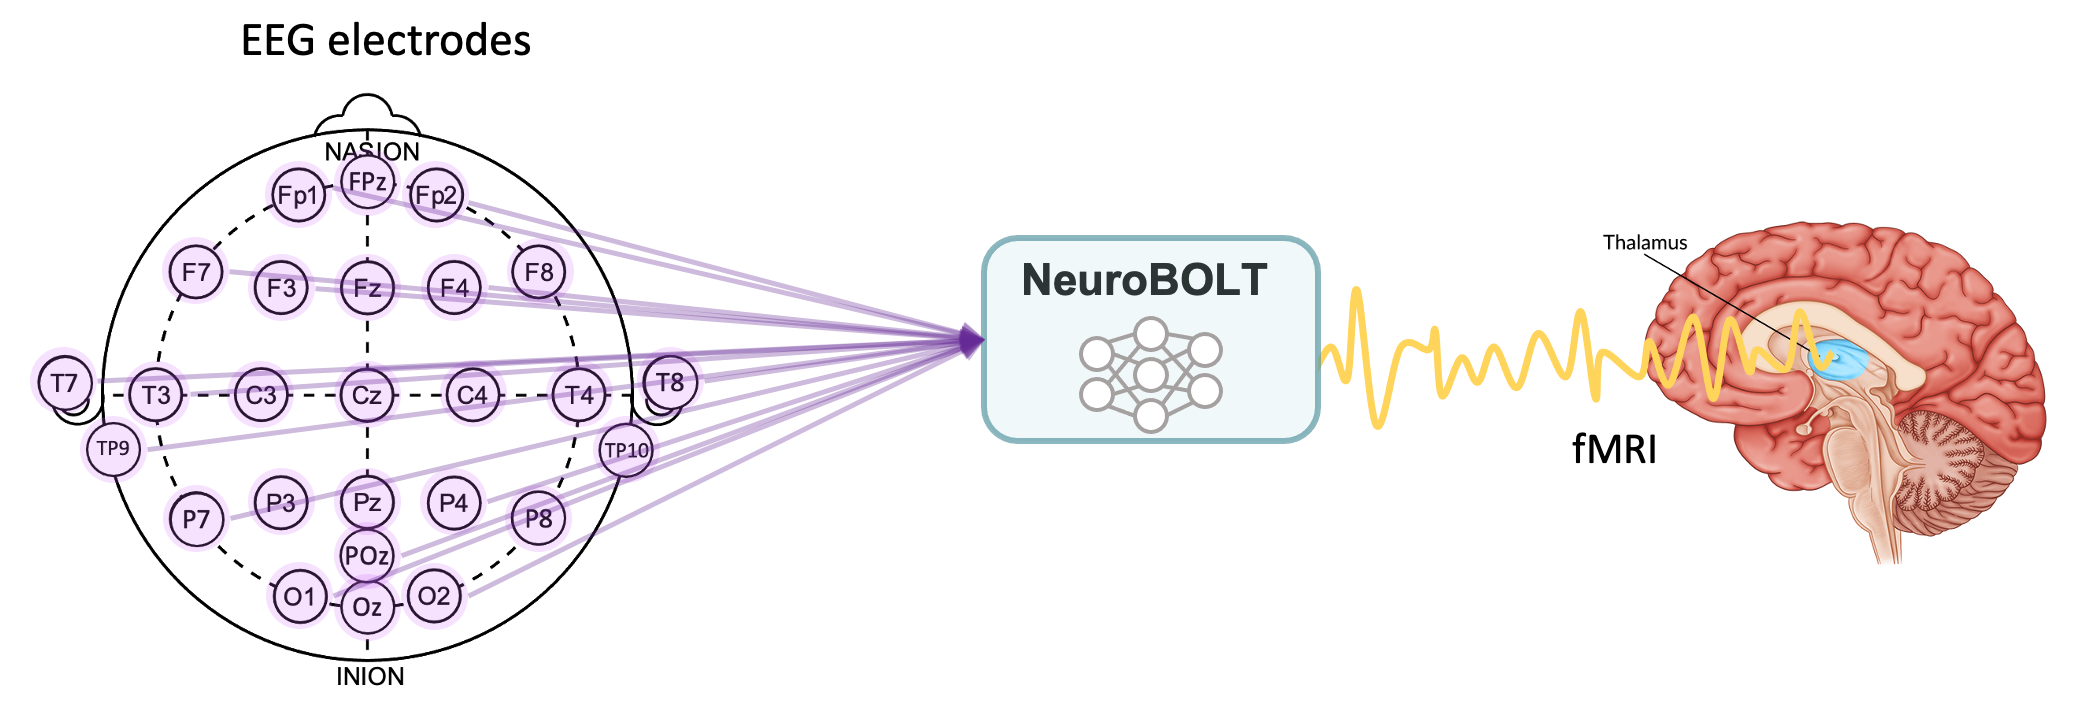 EEG electrodes
NASION
Fp1 FPz Fp2
F7 F3 Fz F4 F8
T7 T3 C3 Cz C4 T4 T8
TP9 TP10
P7 P3 Pz P4 P8
POz
O1 Oz O2
INION
NeuroBOLT
Thalamus
fMRI